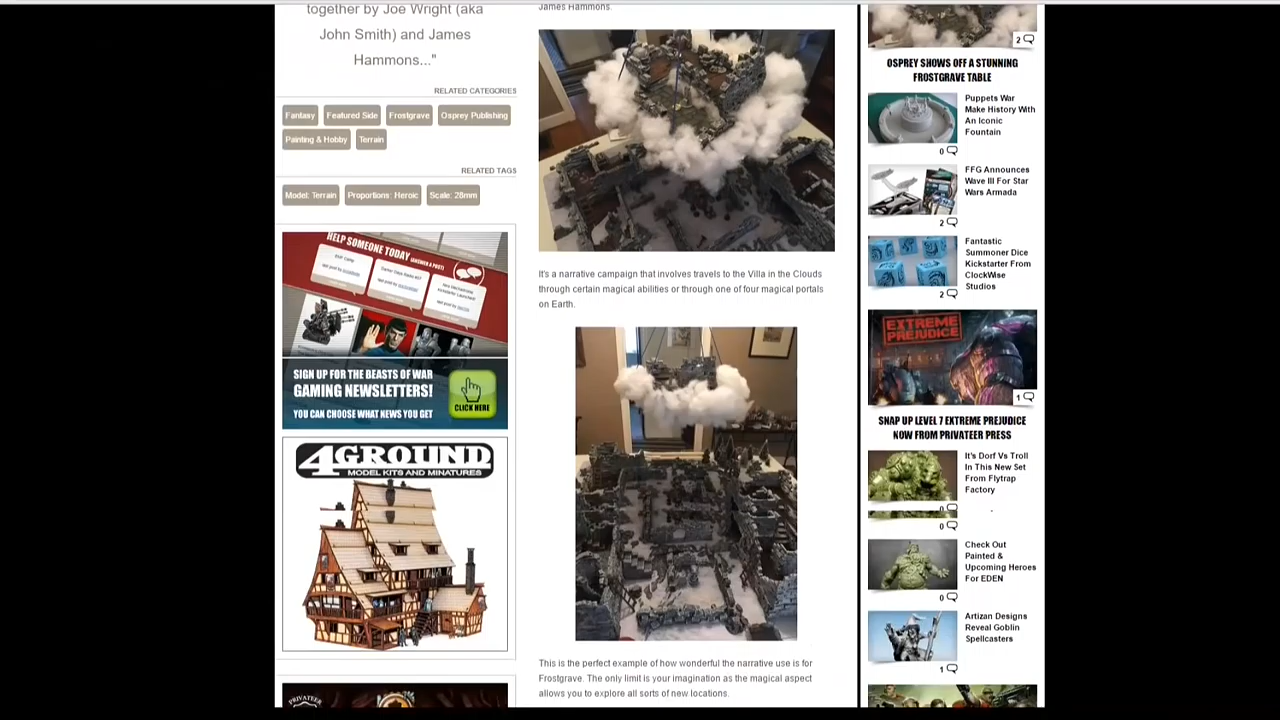 together by Joe Wright (aka
John Smith) and James
Hammons..."
RELATED CATEGORIES
Fantasy
Featured Side
Frostgrave
Osprey Publishing
Painting & Hobby
Terrain
RELATED TAGS
Model: Terrain
Proportions: Heroic
Scale: 28mm
HELP SOMEONE TODAY (ANSWER A POST)
SIGN UP FOR THE BEASTS OF WAR
GAMING NEWSLETTERS!
YOU CAN CHOOSE WHAT NEWS YOU GET
CLICK HERE
4GROUND
MODEL KITS AND MINATURES
PRIVATEER
James Hammons.
It's a narrative campaign that involves travels to the Villa in the Clouds
through certain magical abilities or through one of four magical portals
on Earth.
This is the perfect example of how wonderful the narrative use is for
Frostgrave. The only limit is your imagination as the magical aspect
allows you to explore all sorts of new locations.
2
OSPREY SHOWS OFF A STUNNING
FROSTGRAVE TABLE
Puppets War
Make History With
An Iconic
Fountain
0
FFG Announces
Wave III For Star
Wars Armada
2
Fantastic
Summoner Dice
Kickstarter From
ClockWise
Studios
2
EXTREME
PREJUDICE
1
SNAP UP LEVEL 7 EXTREME PREJUDICE
NOW FROM PRIVATEER PRESS
It's Dorf Vs Troll
In This New Set
From Flytrap
Factory
0
0
Check Out
Painted &
Upcoming Heroes
For EDEN
0
Artizan Designs
Reveal Goblin
Spellcasters
1